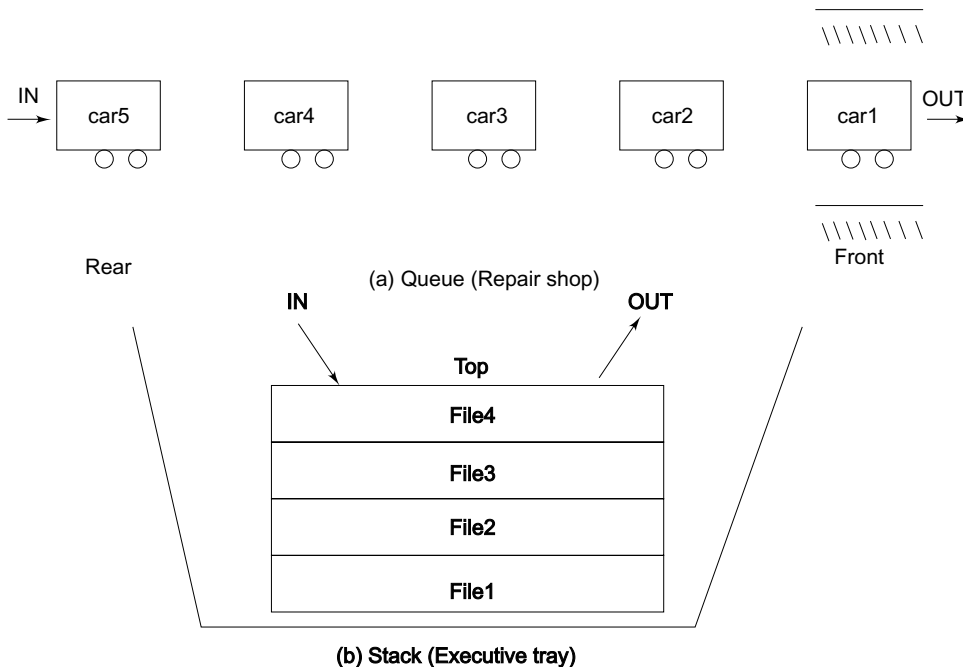 IN
OUT
car5 car4 car3 car2 car1
Rear
Front
(a) Queue (Repair shop)
IN
OUT
Top
File4
File3
File2
File1
(b) Stack (Executive tray)